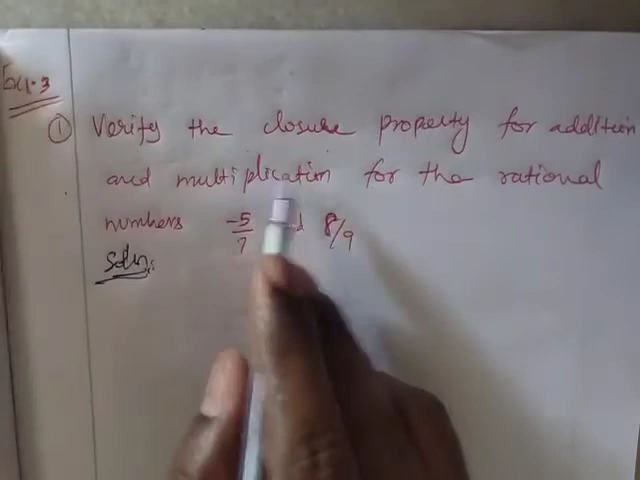 Ex 1.3
① Verify the closure property for addition
and multiplication for the rational
numbers -5/7 and 8/9
Soln: